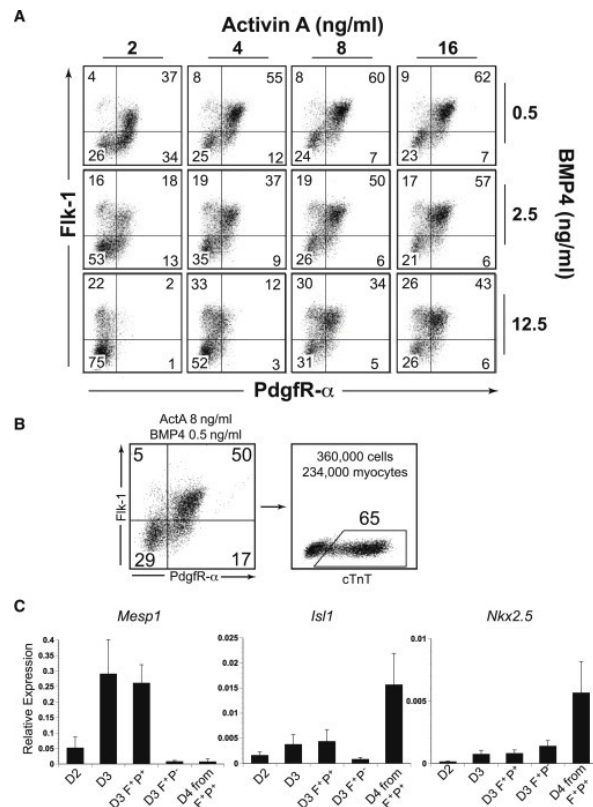 A
Activin A (ng/ml)
2 4 8 16
4 37 8 55 8 60 9 62
26 34 25 12 24 7 23 7
0.5
16 18 19 37 19 50 17 57
53 13 35 9 26 6 21 6
2.5
22 2 33 12 30 34 26 43
75 1 52 3 31 5 26 6
12.5
Flk-1
BMP4 (ng/ml)
PdgfR-α
B
ActA 8 ng/ml
BMP4 0.5 ng/ml
5 50
29 17
Flk-1
PdgfR-α
360,000 cells
234,000 myocytes
65
cTnT
C
Mesp1 Isl1 Nkx2.5
Relative Expression
0.4
0.35
0.3
0.25
0.2
0.15
0.1
0.05
0
D2 D3 D3 F⁺P⁺ D3 F⁺P⁻ D4 from F⁺P⁺
0.025
0.02
0.015
0.01
0.005
0
D2 D3 D3 F⁺P⁺ D3 F⁺P⁻ D4 from F⁺P⁺
0.01
0.005
0
D2 D3 D3 F⁺P⁺ D3 F⁺P⁻ D4 from F⁺P⁺